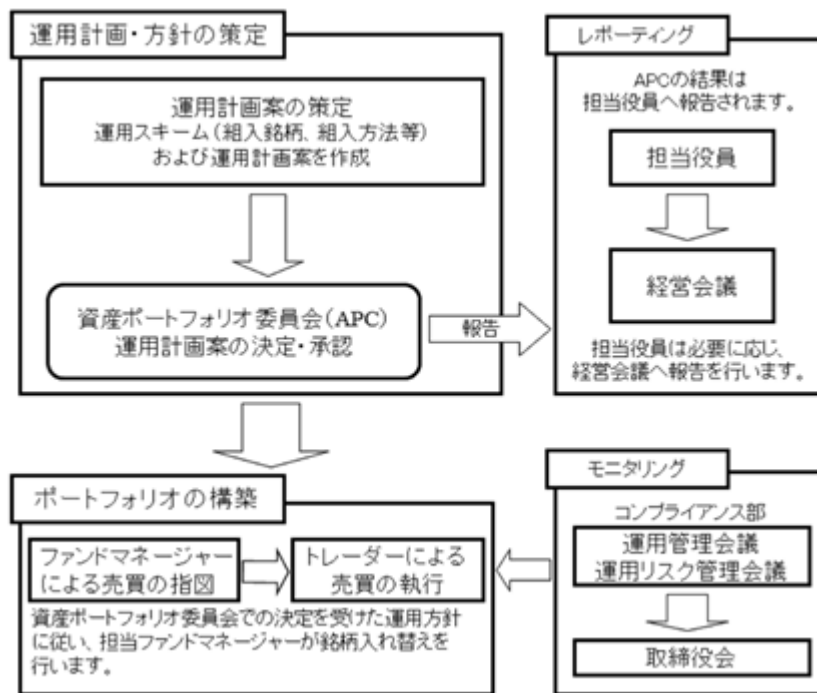 運用計画・方針の策定
運用計画案の策定
運用スキーム(組入銘柄、組入方法等)
および運用計画案を作成
資産ポートフォリオ委員会(APC)
運用計画案の決定・承認
報告
レポーティング
APCの結果は
担当役員へ報告されます。
担当役員
経営会議
担当役員は必要に応じ、
経営会議へ報告を行います。
ポートフォリオの構築
ファンドマネージャー
による売買の指図
トレーダーによる
売買の執行
資産ポートフォリオ委員会での決定を受けた運用方針
に従い、担当ファンドマネージャーが銘柄入れ替えを
行います。
モニタリング
コンプライアンス部
運用管理会議
運用リスク管理会議
取締役会